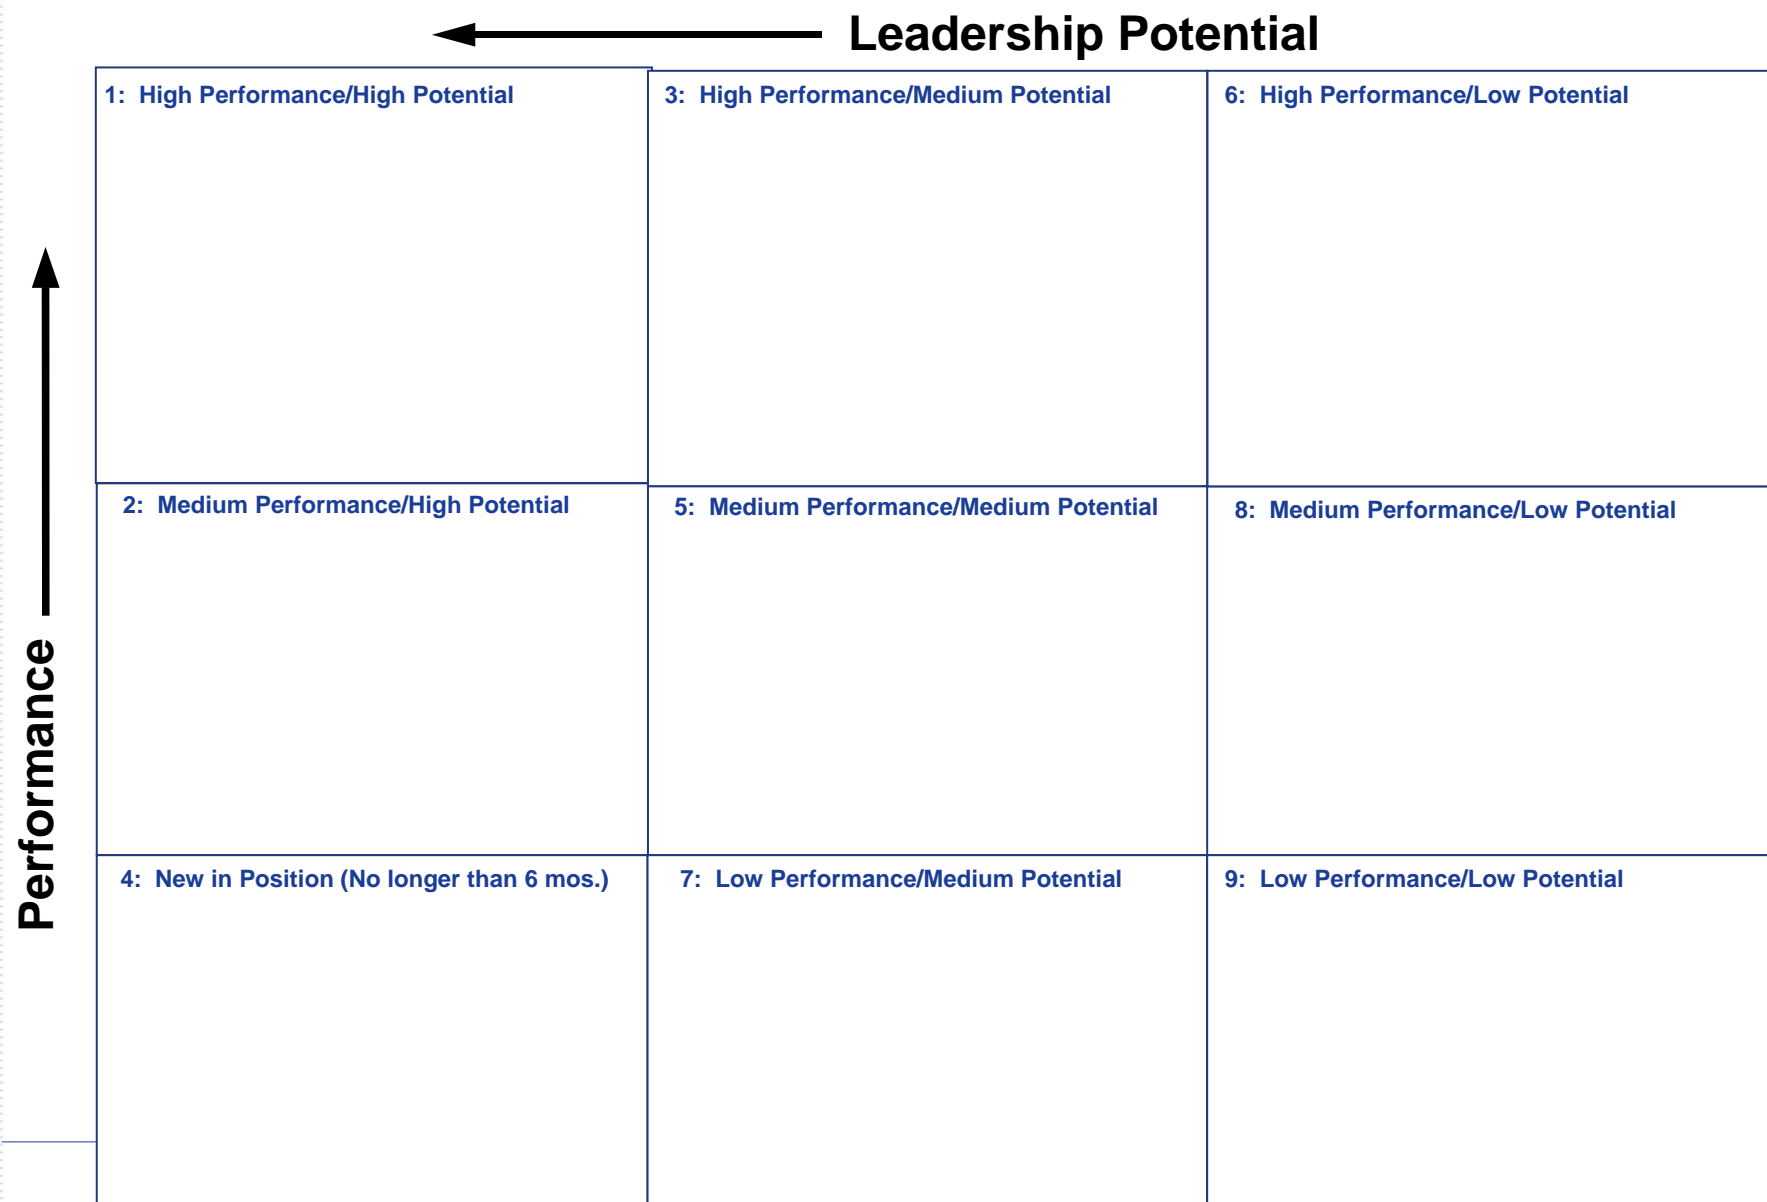 Leadership Potential
1:  High Performance/High Potential
3:  High Performance/Medium Potential
6:  High Performance/Low Potential
Performance
2:  Medium Performance/High Potential
5:  Medium Performance/Medium Potential
8:  Medium Performance/Low Potential
4:  New in Position (No longer than 6 mos.)
7:  Low Performance/Medium Potential
9:  Low Performance/Low Potential